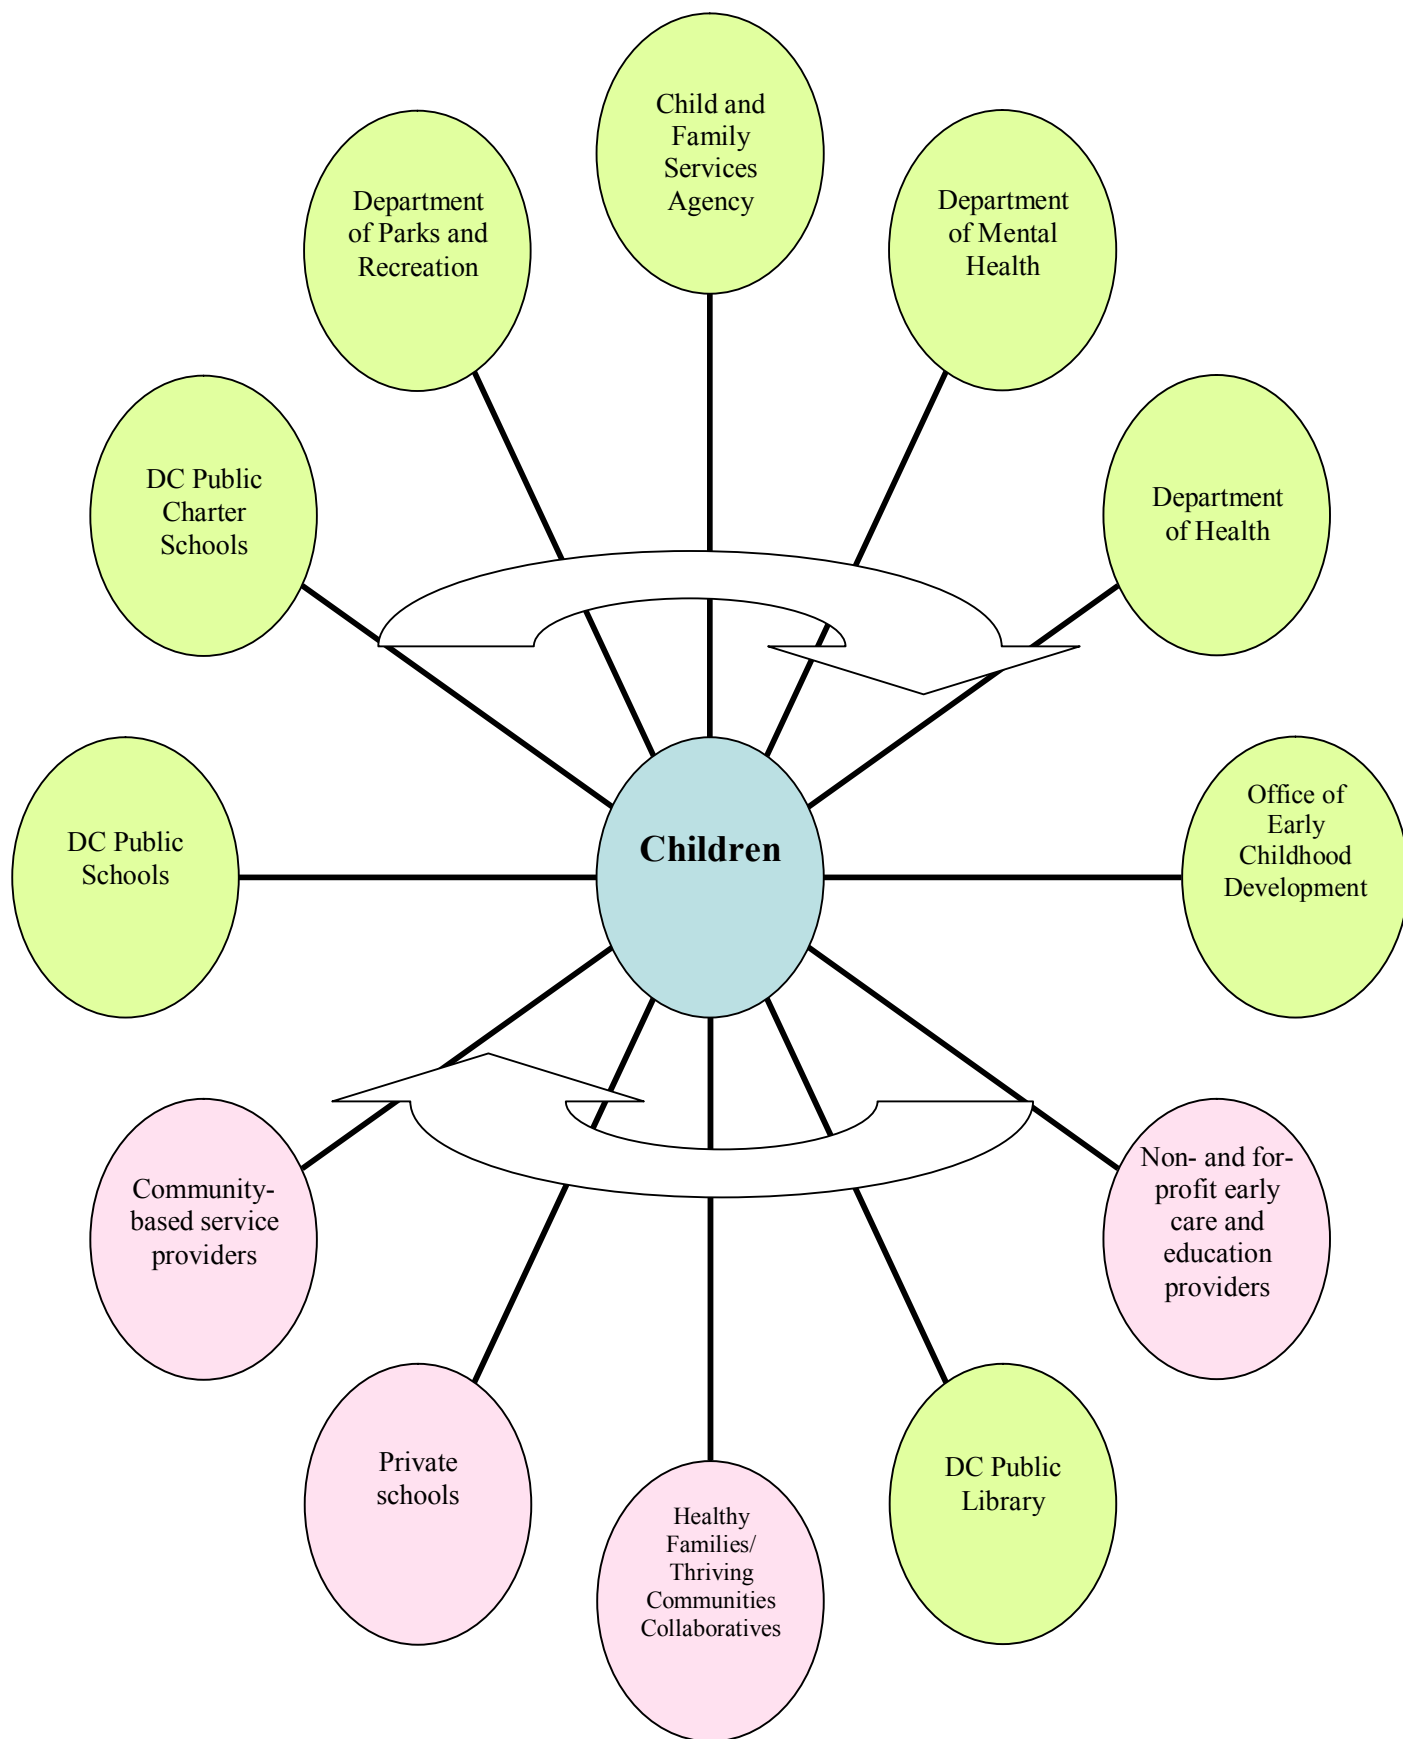 Child and
Family
Services
Agency
Department
of Parks and
Recreation
Department
of Mental
Health
DC Public
Charter
Schools
Department
of Health
DC Public
Schools
Children
Office of
Early
Childhood
Development
Community-
based service
providers
Non- and for-
profit early
care and
education
providers
Private
schools
Healthy
Families/
Thriving
Communities
Collaboratives
DC Public
Library